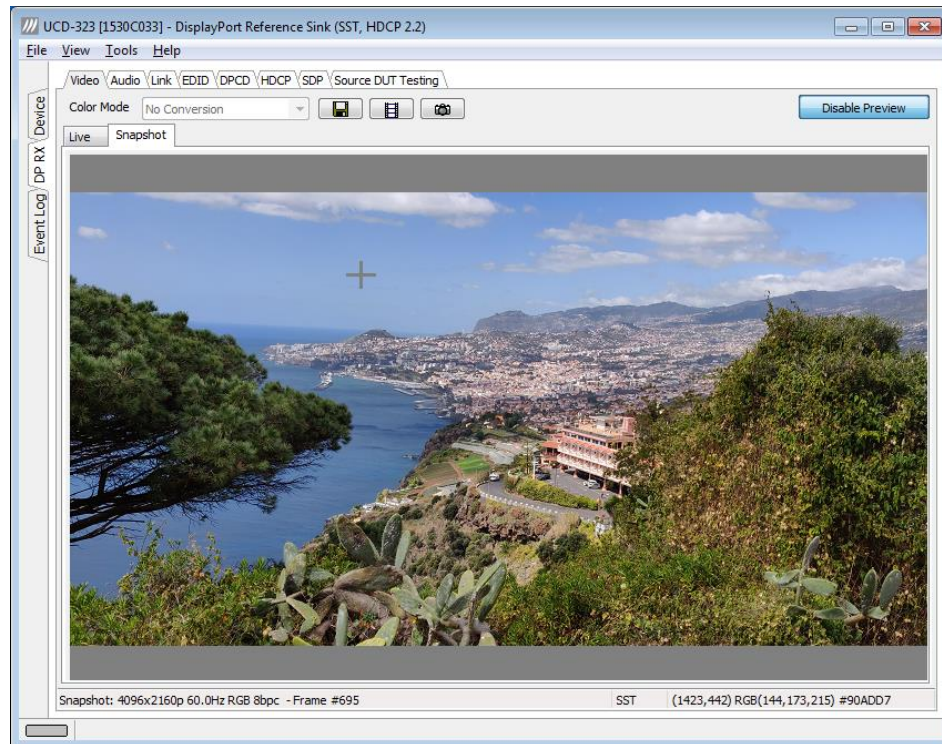 UCD-323 [1530C033] - DisplayPort Reference Sink (SST, HDCP 2.2)
File View Tools Help
Video Audio Link EDID DPCD HDCP SDP Source DUT Testing
Color Mode No Conversion Disable Preview
Live Snapshot
Device
DP RX
Event Log
Snapshot: 4096x2160p 60.0Hz RGB 8bpc - Frame #695 SST (1423,442) RGB(144,173,215) #90ADD7